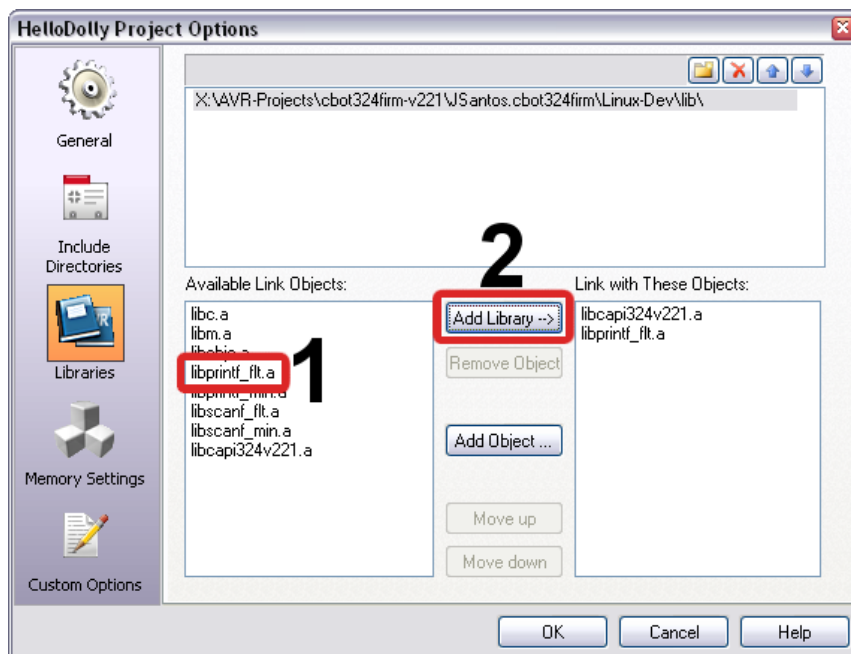 HelloDolly Project Options
General
Include
Directories
Libraries
Memory Settings
Custom Options
X:\AVR-Projects\cbot324firm-v221\JSantos.cbot324firm\Linux-Dev\lib\
2
Available Link Objects:
libc.a
libm.a
libobjc.a
libprintf_flt.a
1
libprintf_min.a
libscanf_flt.a
libscanf_min.a
libcapi324v221.a
Add Library -->
Remove Object
Add Object ...
Move up
Move down
Link with These Objects:
libcapi324v221.a
libprintf_flt.a
OK
Cancel
Help